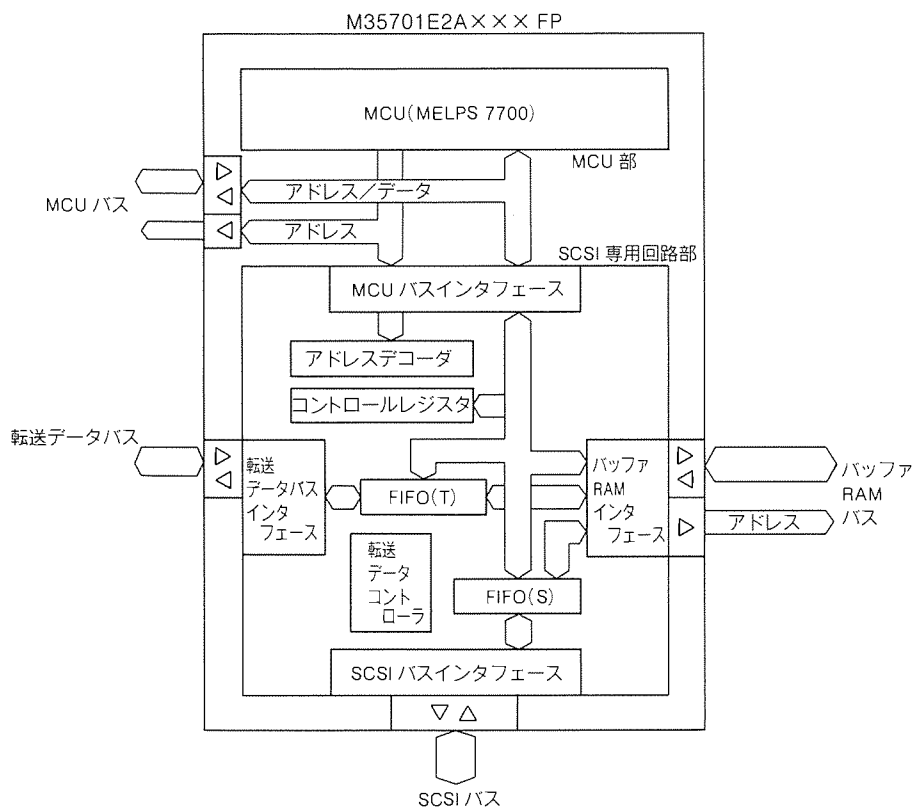 M35701E2A××× FP
MCU(MELPS 7700)
MCU 部
アドレス／データ
MCU バス
アドレス
SCSI 専用回路部
MCU バスインタフェース
アドレスデコーダ
コントロールレジスタ
転送データバス
転送
データバス
インタ
フェース
FIFO(T)
バッファ
RAM
インタ
フェース
バッファ
RAM
バス
アドレス
転送
データ
コント
ローラ
FIFO(S)
SCSI バスインタフェース
SCSI バス